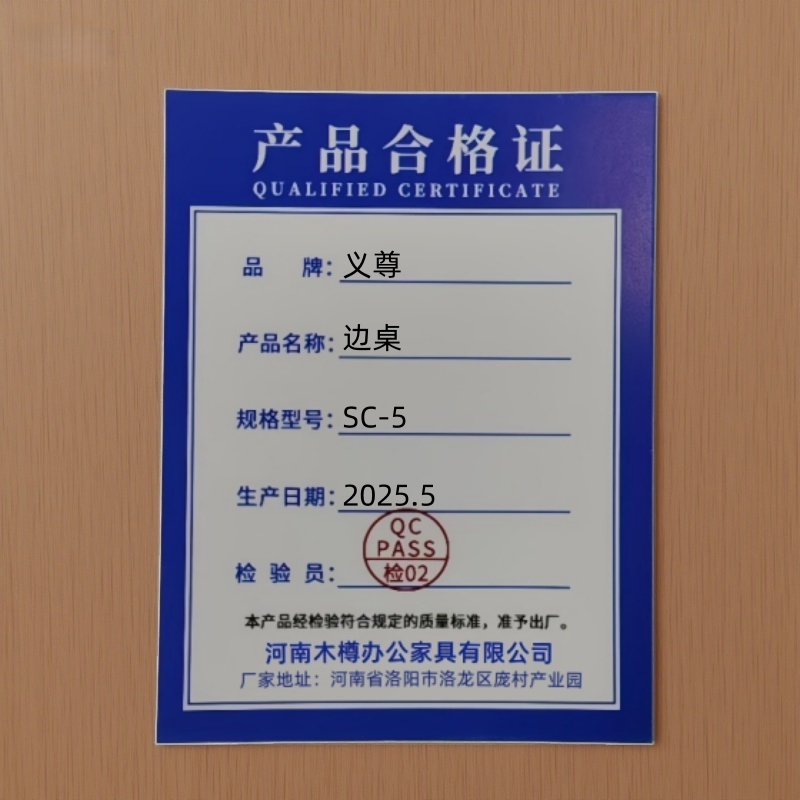 产品合格证
QUALIFIED CERTIFICATE
品 牌：义尊
产品名称：边桌
规格型号：SC-5
生产日期：2025.5
QC
PASS
检验员：检02
本产品经检验符合规定的质量标准，准予出厂。
河南木樽办公家具有限公司
厂家地址：河南省洛阳市洛龙区庞村产业园